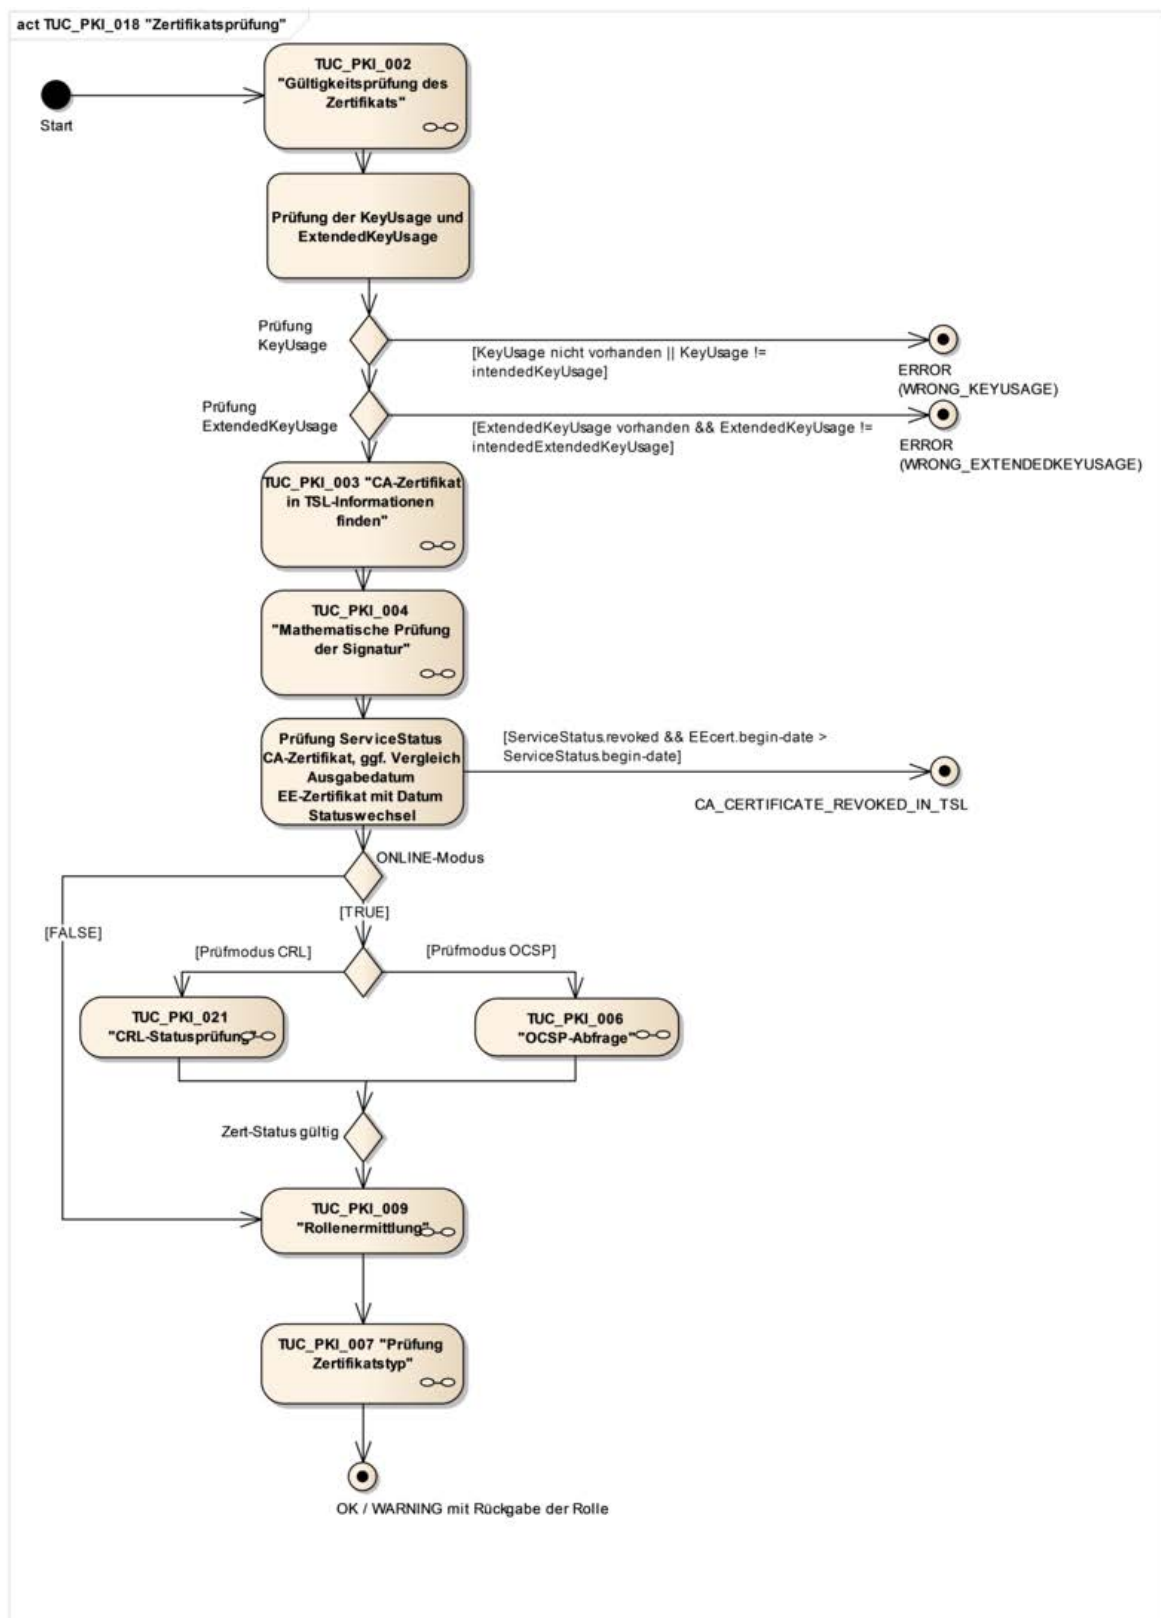 act TUC_PKI_018 "Zertifikatsprüfung"
TUC_PKI_002
"Gültigkeitsprüfung des
Zertifikats"
Start
Prüfung der KeyUsage und
ExtendedKeyUsage
Prüfung
KeyUsage
[KeyUsage nicht vorhanden || KeyUsage !=
intendedKeyUsage]
ERROR
(WRONG_KEYUSAGE)
Prüfung
ExtendedKeyUsage
[ExtendedKeyUsage vorhanden && ExtendedKeyUsage !=
intendedExtendedKeyUsage]
ERROR
(WRONG_EXTENDEDKEYUSAGE)
TUC_PKI_003 "CA-Zertifikat
in TSL-Informationen
finden"
TUC_PKI_004
"Mathematische Prüfung
der Signatur"
Prüfung ServiceStatus
CA-Zertifikat, ggf. Vergleich
Ausgabedatum
EE-Zertifikat mit Datum
Statuswechsel
[ServiceStatus.revoked && EEcert.begin-date >
ServiceStatus.begin-date]
CA_CERTIFICATE_REVOKED_IN_TSL
ONLINE-Modus
[TRUE]
[FALSE]
[Prüfmodus CRL]
[Prüfmodus OCSP]
TUC_PKI_021
"CRL-Statusprüfung"
TUC_PKI_006
"OCSP-Abfrage"
Zert-Status gültig
TUC_PKI_009
"Rollenermittlung"
TUC_PKI_007 "Prüfung
Zertifikatstyp"
OK / WARNING mit Rückgabe der Rolle